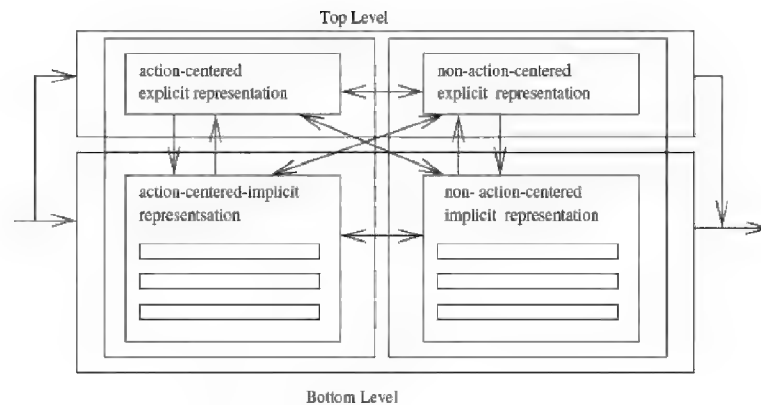 Top Level
action-centered
explicit representation
non-action-centered
explicit representation
action-centered-implicit
representsation
non- action-centered
implicit representation
Bottom Level